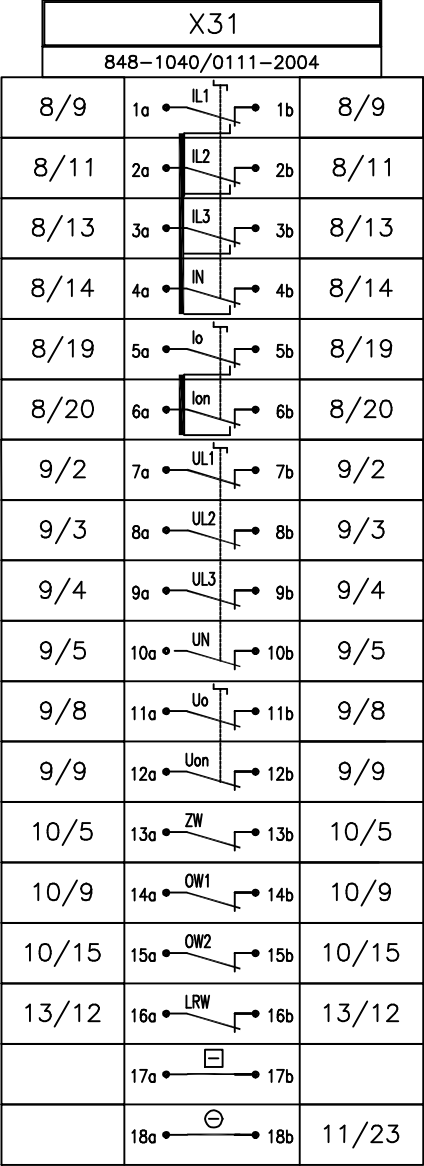 X31
848-1040/0111-2004
8/9 1a IL1 1b 8/9
8/11 2a IL2 2b 8/11
8/13 3a IL3 3b 8/13
8/14 4a IN 4b 8/14
8/19 5a Io 5b 8/19
8/20 6a Ion 6b 8/20
9/2 7a UL1 7b 9/2
9/3 8a UL2 8b 9/3
9/4 9a UL3 9b 9/4
9/5 10a UN 10b 9/5
9/8 11a Uo 11b 9/8
9/9 12a Uon 12b 9/9
10/5 13a ZW 13b 10/5
10/9 14a OW1 14b 10/9
10/15 15a OW2 15b 10/15
13/12 16a LRW 16b 13/12
17a 17b
18a 18b 11/23